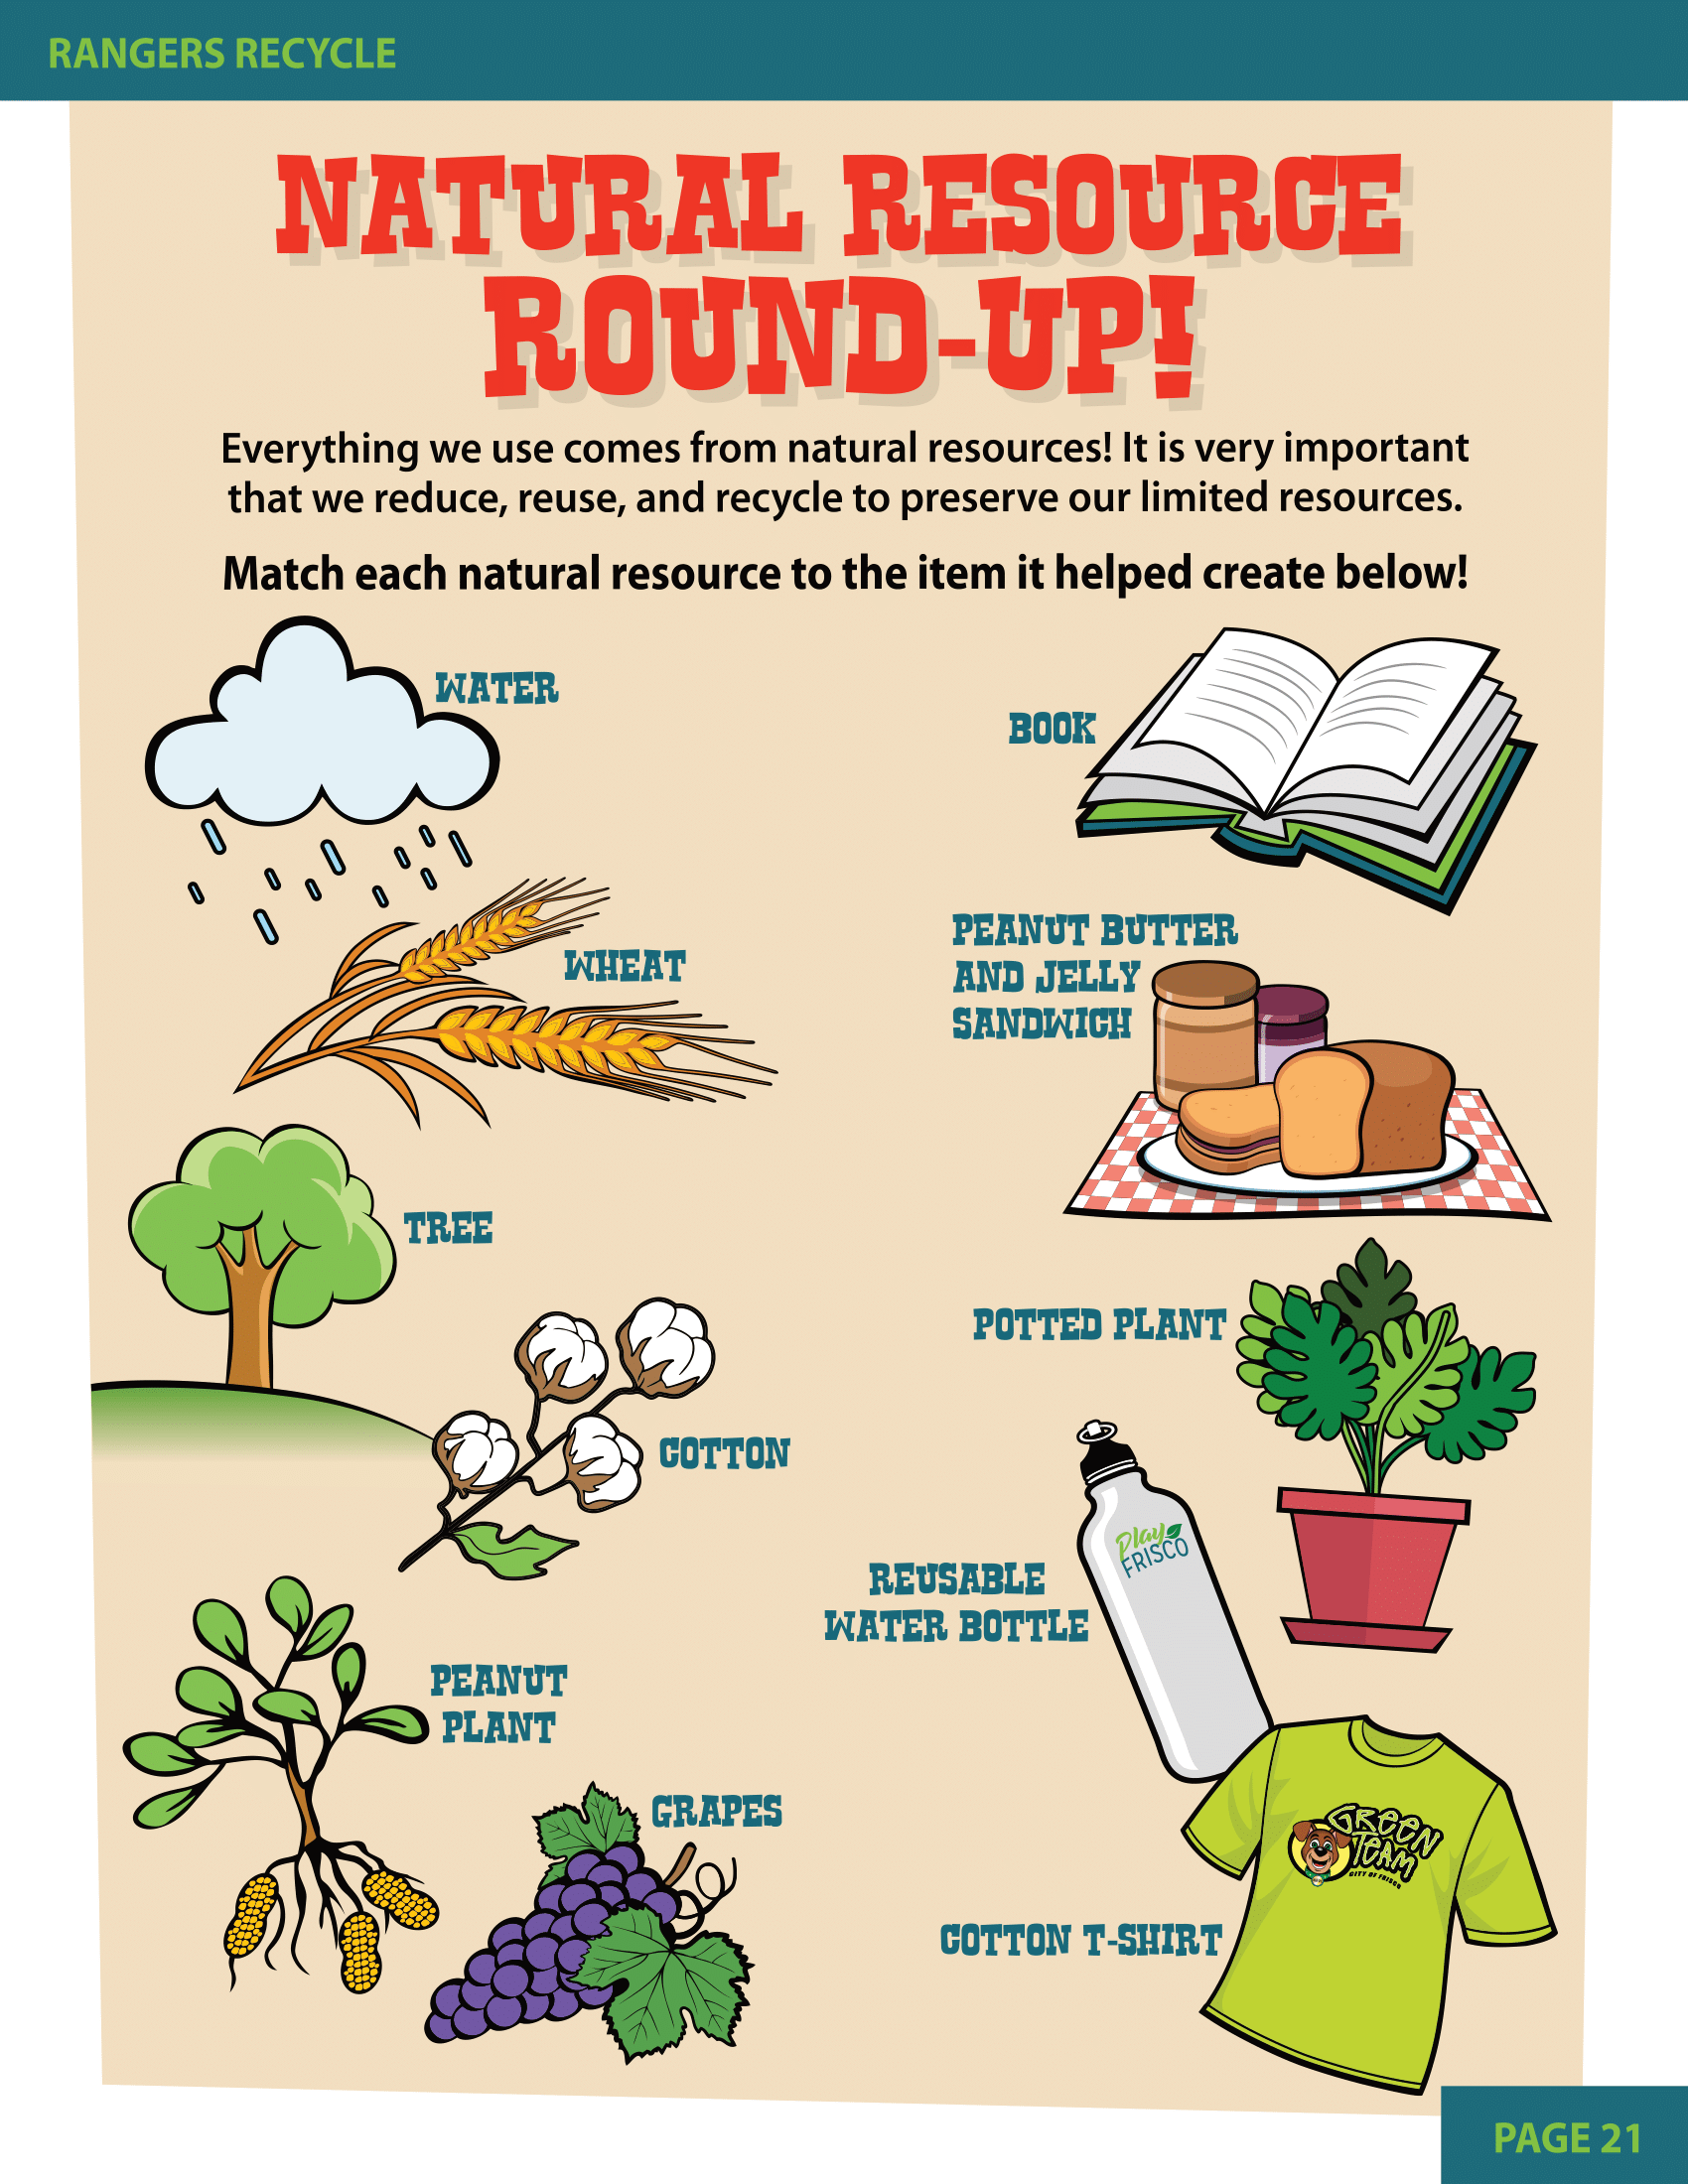 RANGERS RECYCLE
NATURAL RESOURCE
ROUND-UP!
Everything we use comes from natural resources! It is very important
that we reduce, reuse, and recycle to preserve our limited resources.
Match each natural resource to the item it helped create below!
WATER
BOOK
PEANUT BUTTER
AND JELLY
SANDWICH
WHEAT
TREE
POTTED PLANT
COTTON
Play
FRISCO
REUSABLE
WATER BOTTLE
PEANUT
PLANT
GRAPES
GREEN
TEAM
CITY OF FRISCO
COTTON T-SHIRT
PAGE 21